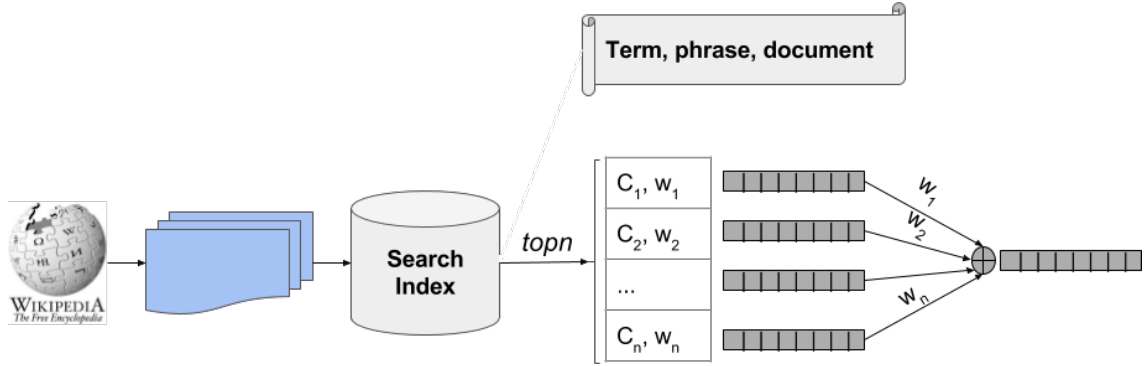 Term, phrase, document
WIKIPEDIA
The Free Encyclopedia
Search
Index
topn
C1, w1
C2, w2
...
Cn, wn
w1
w2
wn